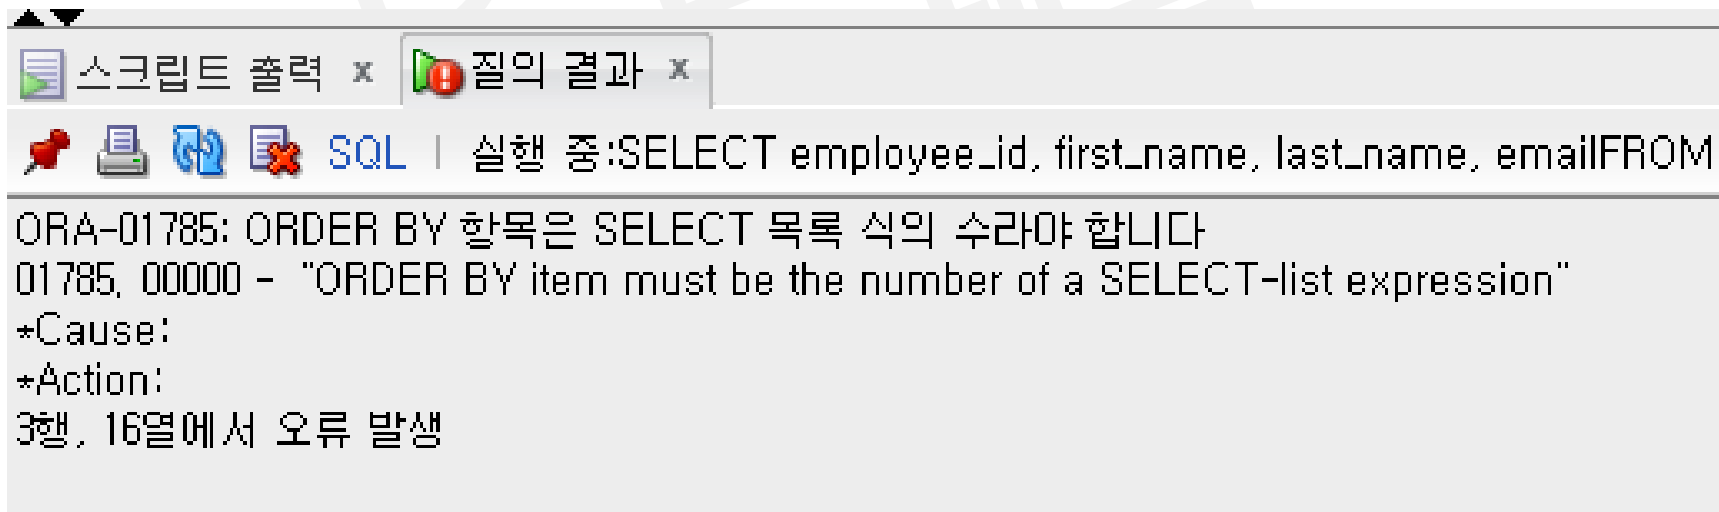 스크립트 출력 x 질의 결과 x
SQL | 실행 중:SELECT employee_id, first_name, last_name, emailFROM
ORA-01785: ORDER BY 항목은 SELECT 목록 식의 수라야 합니다
01785, 00000 - "ORDER BY item must be the number of a SELECT-list expression"
*Cause:
*Action:
3행, 16열에서 오류 발생